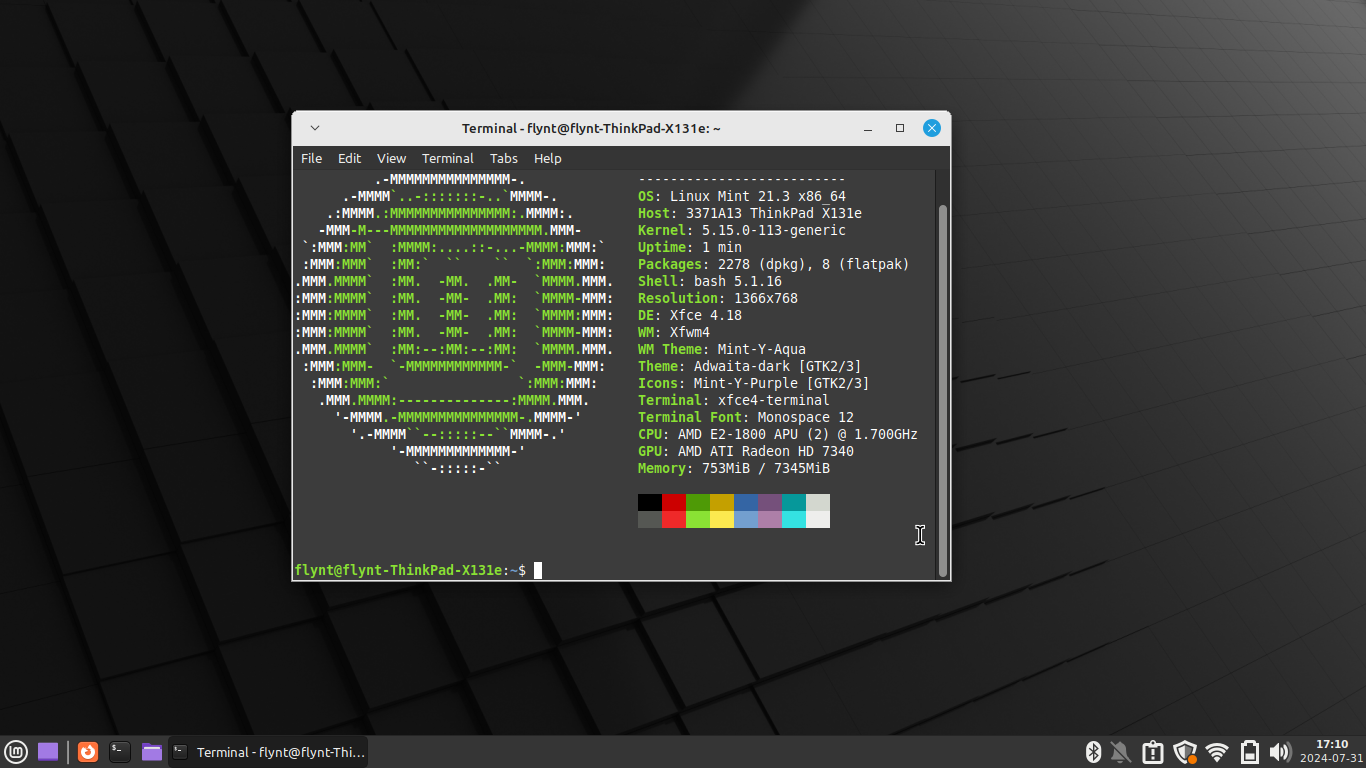 Terminal - flynt@flynt-ThinkPad-X131e: ~
File Edit View Terminal Tabs Help
.-MMMMMMMMMMMMMMM-. --------------------------
.-MMMM`..-:::::::-..`MMMM-. OS: Linux Mint 21.3 x86_64
.:MMMM.:MMMMMMMMMMMMMMM:.MMMM:. Host: 3371A13 ThinkPad X131e
-MMM-M---MMMMMMMMMMMMMMMMMMM.MMM- Kernel: 5.15.0-113-generic
`:MMM:MM`  :MMMM:....::-...-MMMM:MMM:` Uptime: 1 min
:MMM:MMM`  :MM:`  ``    ``  `:MMM:MMM: Packages: 2278 (dpkg), 8 (flatpak)
.MMM.MMMM`  :MM.  -MM.  .MM-  `MMMM.MMM. Shell: bash 5.1.16
:MMM:MMMM`  :MM.  -MM-  .MM:  `MMMM-MMM: Resolution: 1366x768
:MMM:MMMM`  :MM.  -MM-  .MM:  `MMMM:MMM: DE: Xfce 4.18
:MMM:MMMM`  :MM.  -MM-  .MM:  `MMMM-MMM: WM: Xfwm4
.MMM.MMMM`  :MM:--:MM:--:MM:  `MMMM.MMM. WM Theme: Mint-Y-Aqua
:MMM:MMM-  `-MMMMMMMMMMMM-`  -MMM-MMM: Theme: Adwaita-dark [GTK2/3]
:MMM:MMM:`                `:MMM:MMM: Icons: Mint-Y-Purple [GTK2/3]
.MMM.MMMM:--------------:MMMM.MMM. Terminal: xfce4-terminal
'-MMMM.-MMMMMMMMMMMMMMM-.MMMM-' Terminal Font: Monospace 12
'.-MMMM``--:::::--``MMMM-.' CPU: AMD E2-1800 APU (2) @ 1.700GHz
'-MMMMMMMMMMMMM-' GPU: AMD ATI Radeon HD 7340
``-:::::-`` Memory: 753MiB / 7345MiB
flynt@flynt-ThinkPad-X131e:~$
Terminal - flynt@flynt-Thi... 17:10
2024-07-31